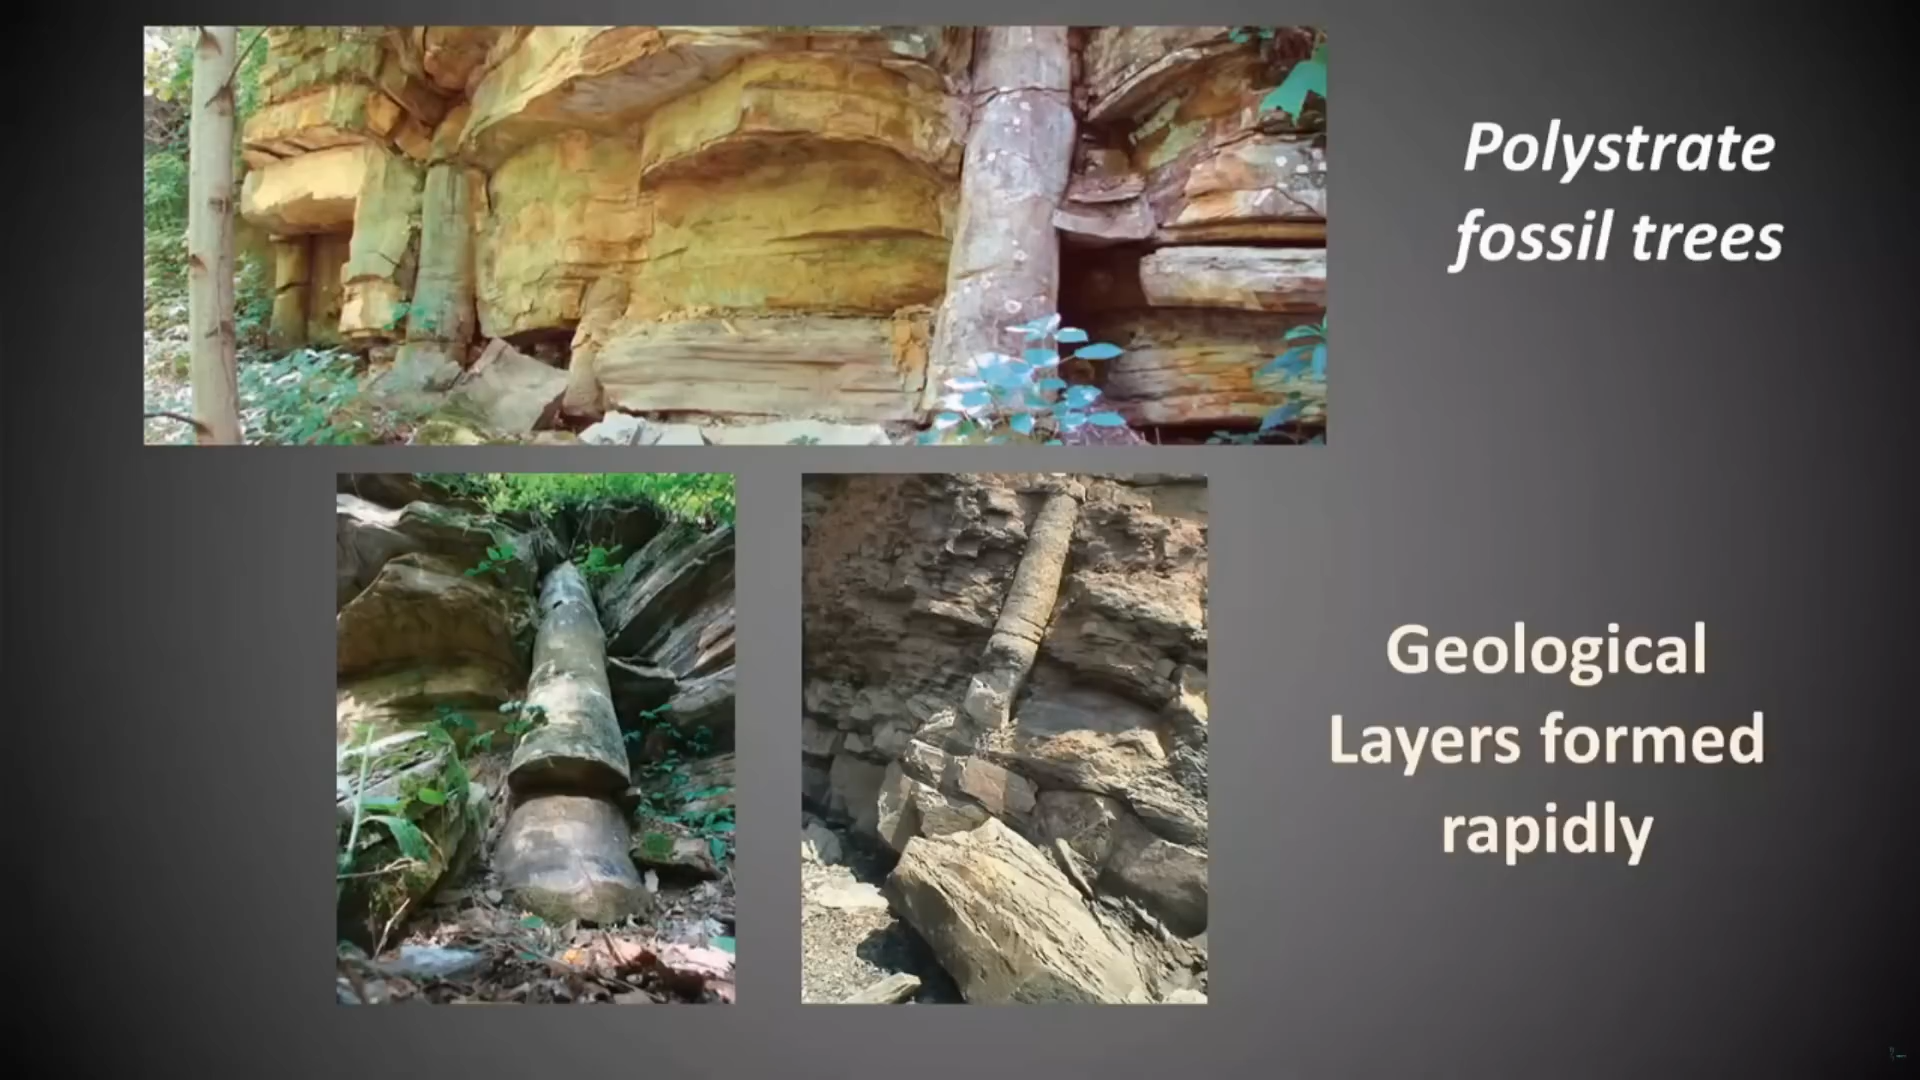 Polystrate
fossil trees
Geological
Layers formed
rapidly